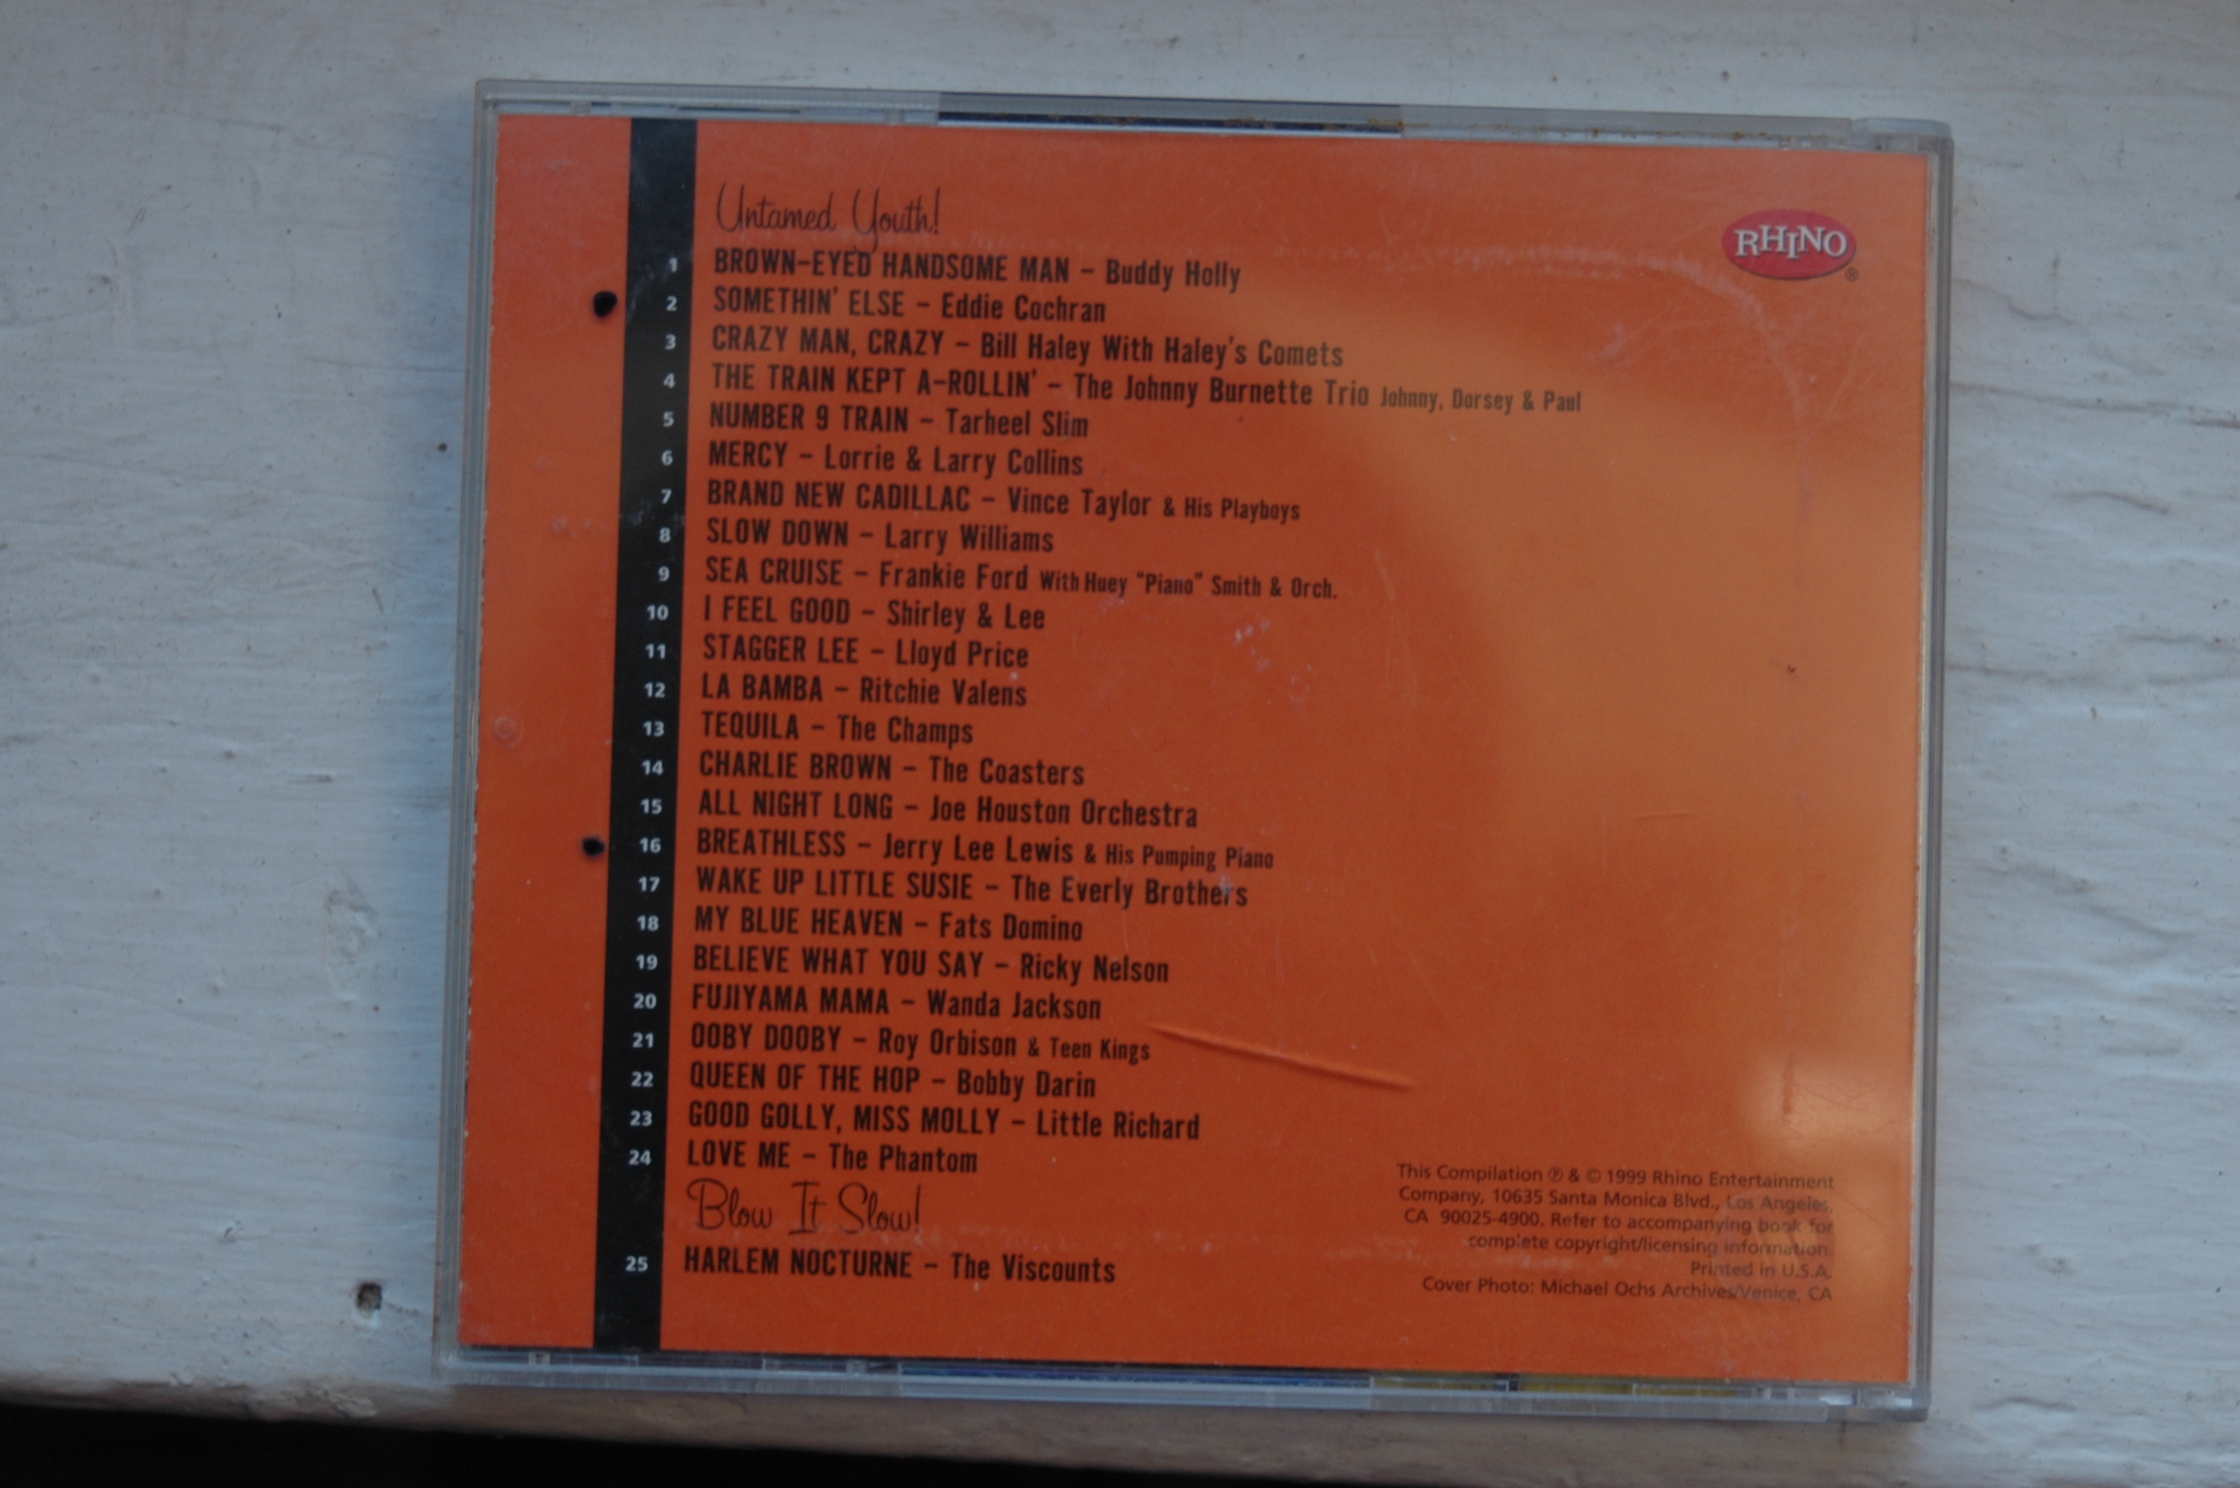 Untamed Youth!
RHINO®
1 BROWN-EYED HANDSOME MAN – Buddy Holly
2 SOMETHIN' ELSE – Eddie Cochran
3 CRAZY MAN, CRAZY – Bill Haley With Haley's Comets
4 THE TRAIN KEPT A-ROLLIN' – The Johnny Burnette Trio Johnny, Dorsey & Paul
5 NUMBER 9 TRAIN – Tarheel Slim
6 MERCY – Lorrie & Larry Collins
7 BRAND NEW CADILLAC – Vince Taylor & His Playboys
8 SLOW DOWN – Larry Williams
9 SEA CRUISE – Frankie Ford With Huey "Piano" Smith & Orch.
10 I FEEL GOOD – Shirley & Lee
11 STAGGER LEE – Lloyd Price
12 LA BAMBA – Ritchie Valens
13 TEQUILA – The Champs
14 CHARLIE BROWN – The Coasters
15 ALL NIGHT LONG – Joe Houston Orchestra
16 BREATHLESS – Jerry Lee Lewis & His Pumping Piano
17 WAKE UP LITTLE SUSIE – The Everly Brothers
18 MY BLUE HEAVEN – Fats Domino
19 BELIEVE WHAT YOU SAY – Ricky Nelson
20 FUJIYAMA MAMA – Wanda Jackson
21 OOBY DOOBY – Roy Orbison & Teen Kings
22 QUEEN OF THE HOP – Bobby Darin
23 GOOD GOLLY, MISS MOLLY – Little Richard
24 LOVE ME – The Phantom
Blow It Slow!
25 HARLEM NOCTURNE – The Viscounts
This Compilation ℗ & © 1999 Rhino Entertainment
Company, 10635 Santa Monica Blvd., Los Angeles,
CA 90025-4900. Refer to accompanying book for
complete copyright/licensing information.
Printed in U.S.A.
Cover Photo: Michael Ochs Archives/Venice, CA